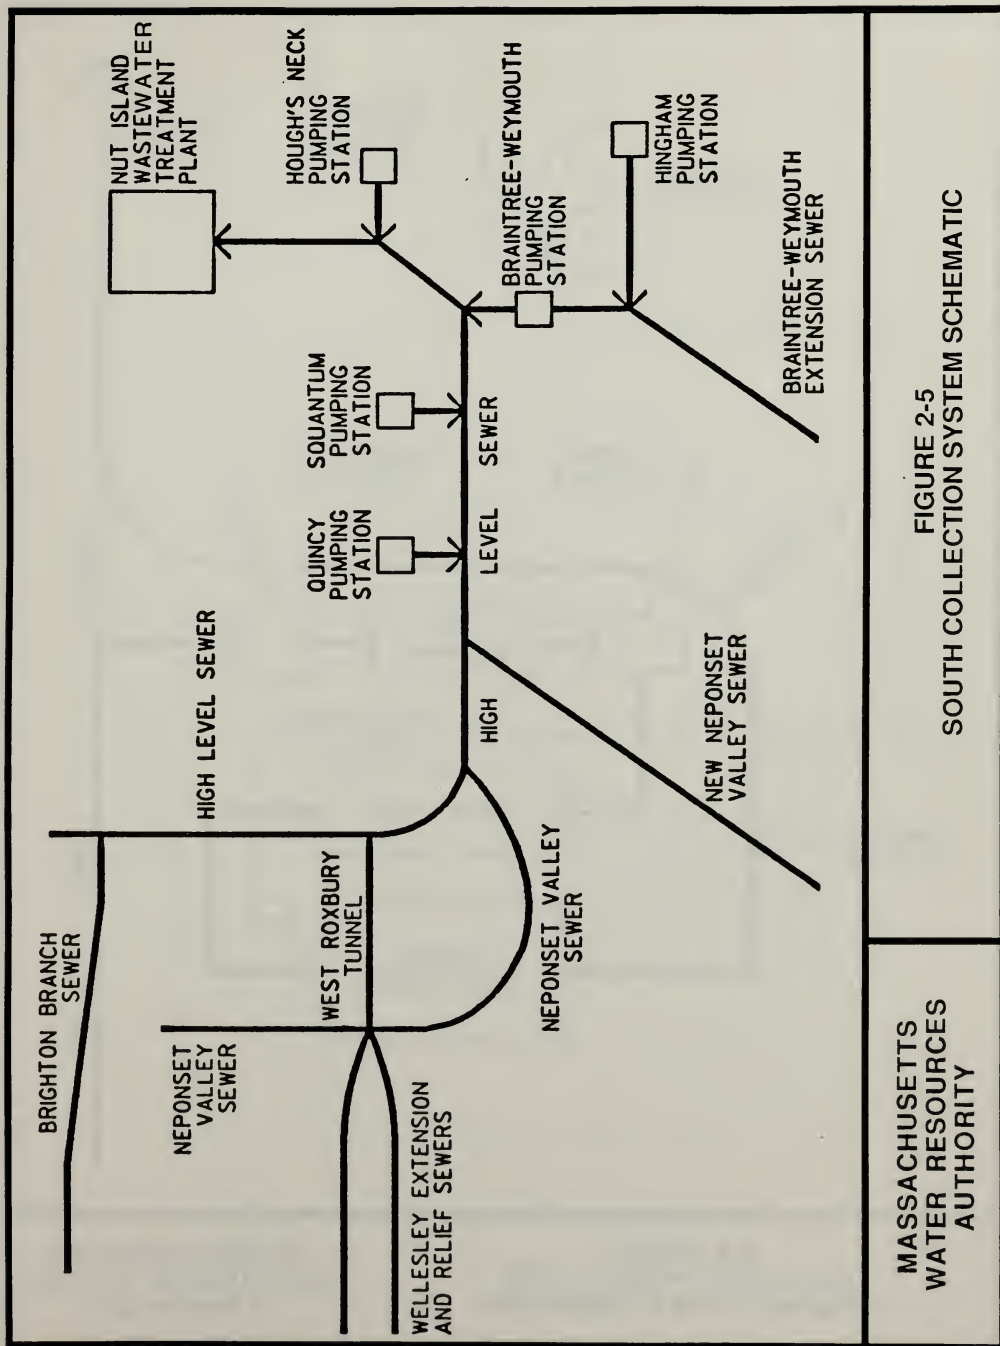 BRIGHTON BRANCH
SEWER
HIGH LEVEL SEWER
NUT ISLAND
WASTEWATER
TREATMENT
PLANT
NEPONSET
VALLEY
SEWER
WEST ROXBURY
TUNNEL
QUINCY
PUMPING
STATION
SQUANTUM
PUMPING
STATION
HOUGH'S NECK
PUMPING
STATION
WELLESLEY EXTENSION
AND RELIEF SEWERS
HIGH
LEVEL
SEWER
BRAINTREE-WEYMOUTH
PUMPING
STATION
NEPONSET VALLEY
SEWER
HINGHAM
PUMPING
STATION
NEW NEPONSET
VALLEY SEWER
BRAINTREE-WEYMOUTH
EXTENSION SEWER
MASSACHUSETTS
WATER RESOURCES
AUTHORITY
FIGURE 2-5
SOUTH COLLECTION SYSTEM SCHEMATIC